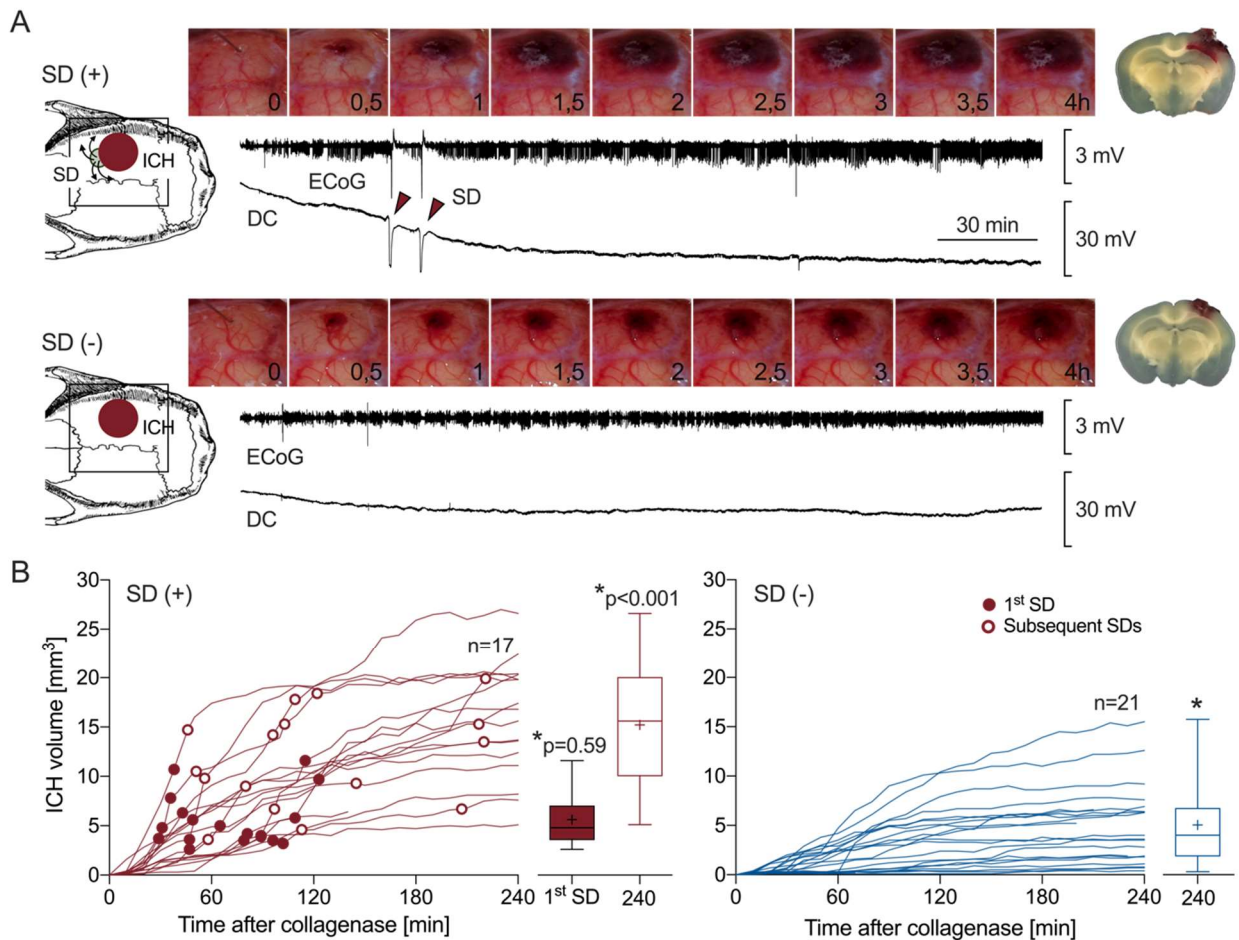 A
SD (+)
0 0,5 1 1,5 2 2,5 3 3,5 4h
ICH
SD
3 mV
ECoG
SD
DC
30 min
30 mV
SD (-)
0 0,5 1 1,5 2 2,5 3 3,5 4h
ICH
3 mV
ECoG
DC
30 mV
B
SD (+)
ICH volume [mm³]
30
25
20
15
10
5
0
0 60 120 180 240
Time after collagenase [min]
n=17
*p=0.59
*p<0.001
1st SD
240
SD (-)
1st SD
Subsequent SDs
30
25
20
15
10
5
0
n=21
*
0 60 120 180 240
Time after collagenase [min]
240